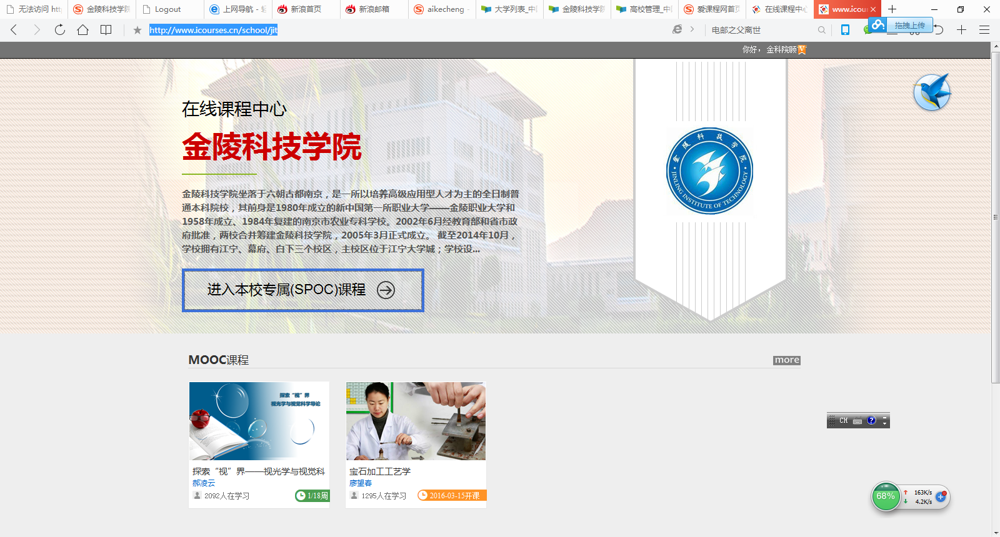 无法访问 http
金陵科技学院
Logout
上网导航 - 轻
新浪首页
新浪邮箱
aikecheng -
大学列表_中国
金陵科技学院
高校管理_中国
爱课程网首页
在线课程中心
www.icour
http://www.icourses.cn/school/jit
电邮之父离世
拖拽上传
你好， 金科院顾
在线课程中心
金陵科技学院
金陵科技学院坐落于六朝古都南京，是一所以培养高级应用型人才为主的全日制普
通本科院校，其前身是1980年成立的新中国第一所职业大学——金陵职业大学和
1958年成立、1984年复建的南京市农业专科学校。2002年6月经教育部和省市政
府批准，两校合并筹建金陵科技学院，2005年3月正式成立。 截至2014年10月，
学校拥有江宁、幕府、白下三个校区，主校区位于江宁大学城；学校设...
进入本校专属(SPOC)课程
金陵科技学院
JINLING INSTITUTE OF TECHNOLOGY
MOOC课程
more
探索“视”界
视光学与视觉科学导论
探索“视”界——视光学与视觉科
郝凌云
2092人在学习
1/18周
宝石加工工艺学
廖望春
1295人在学习
2016-03-15开课
CH
68%
163K/s
4.2K/s